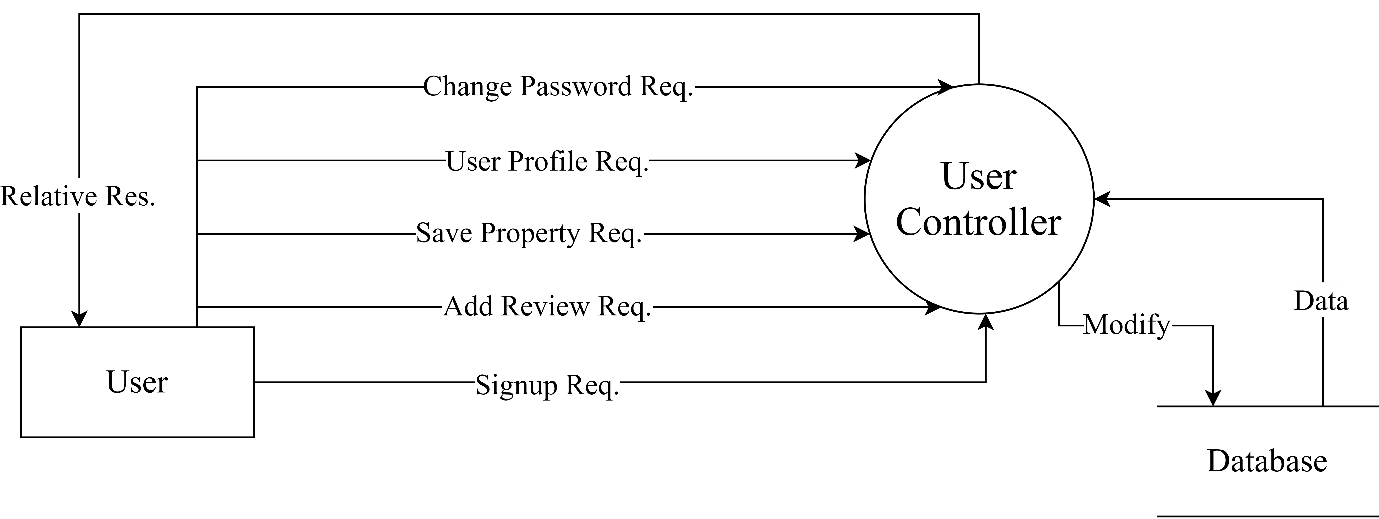 Change Password Req.
User Profile Req.
User
Controller
Relative Res.
Save Property Req.
Data
Add Review Req.
Modify
User
Signup Req.
Database